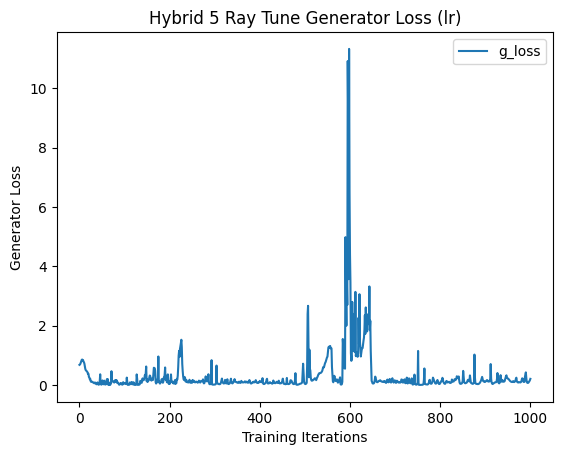 Hybrid 5 Ray Tune Generator Loss (lr)
g_loss
Generator Loss
10
8
6
4
2
0
0 200 400 600 800 1000
Training Iterations